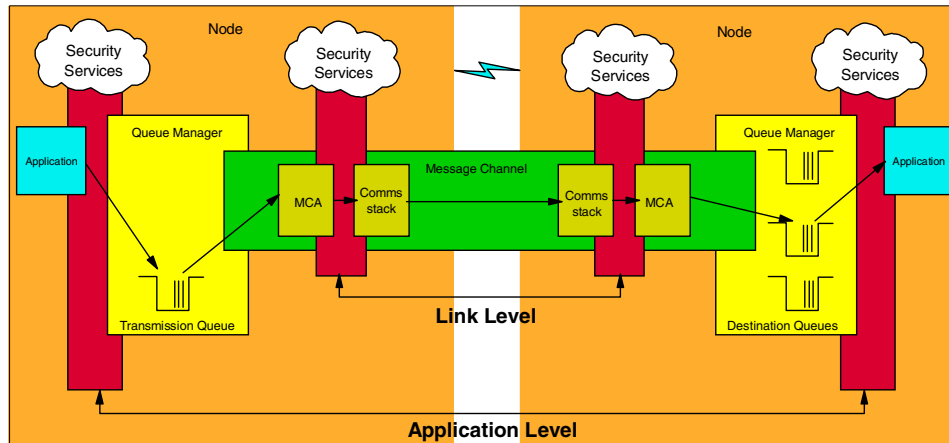 Node
Node
Security
Services
Security
Services
Security
Services
Security
Services
Queue Manager
Queue Manager
Application
Application
Message Channel
MCA
Comms
stack
Comms
stack
MCA
Link Level
Transmission Queue
Destination Queues
Application Level